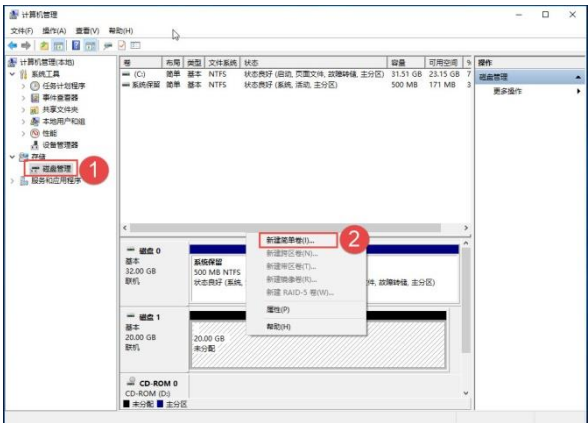 计算机管理
文件(F) 操作(A) 查看(V) 帮助(H)
计算机管理(本地)
系统工具
任务计划程序
事件查看器
共享文件夹
本地用户和组
性能
设备管理器
存储
磁盘管理
服务和应用程序
1
卷 布局 类型 文件系统 状态 容量 可用空间 %
(C:) 简单 基本 NTFS 状态良好 (启动, 页面文件, 故障转储, 主分区) 31.51 GB 23.15 GB 7
系统保留 简单 基本 NTFS 状态良好 (系统, 活动, 主分区) 500 MB 171 MB 3
操作
磁盘管理
更多操作
新建简单卷(I)...
2
新建跨区卷(N)...
新建带区卷(T)...
新建镜像卷(R)...
新建 RAID-5 卷(W)...
属性(P)
帮助(H)
磁盘 0
基本
32.00 GB
联机
系统保留
500 MB NTFS
状态良好 (系统,
件, 故障转储, 主分区)
磁盘 1
基本
20.00 GB
联机
20.00 GB
未分配
CD-ROM 0
CD-ROM (D:)
未分配 主分区